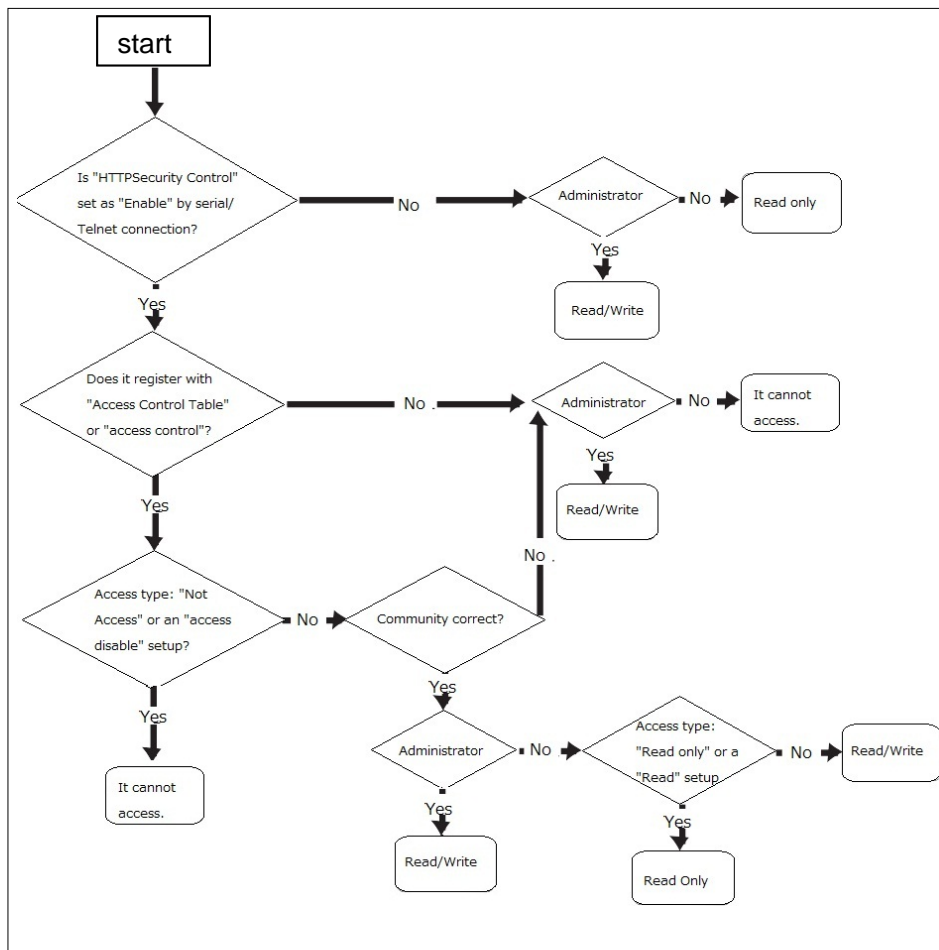 start
Is "HTTPSecurity Control"
set as "Enable" by serial/
Telnet connection?
No
Administrator
No
Read only
Yes
Read/Write
Yes
Does it register with
"Access Control Table"
or "access control"?
No .
Administrator
No
It cannot
access.
Yes
Read/Write
Yes
No .
Access type: "Not
Access" or an "access
disable" setup?
No
Community correct?
Yes
It cannot
access.
Yes
Administrator
No .
Access type:
"Read only" or a
"Read" setup
No
Read/Write
Yes
Read/Write
Yes
Read Only